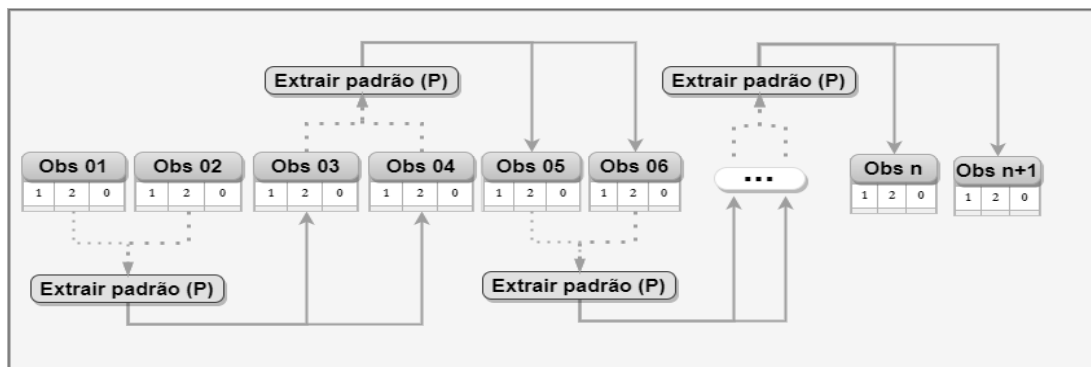 Extrair padrão (P)
Extrair padrão (P)
Obs 01
Obs 02
Obs 03
Obs 04
Obs 05
Obs 06
...
Obs n
Obs n+1
1 2 0
1 2 0
1 2 0
1 2 0
1 2 0
1 2 0
1 2 0
1 2 0
Extrair padrão (P)
Extrair padrão (P)